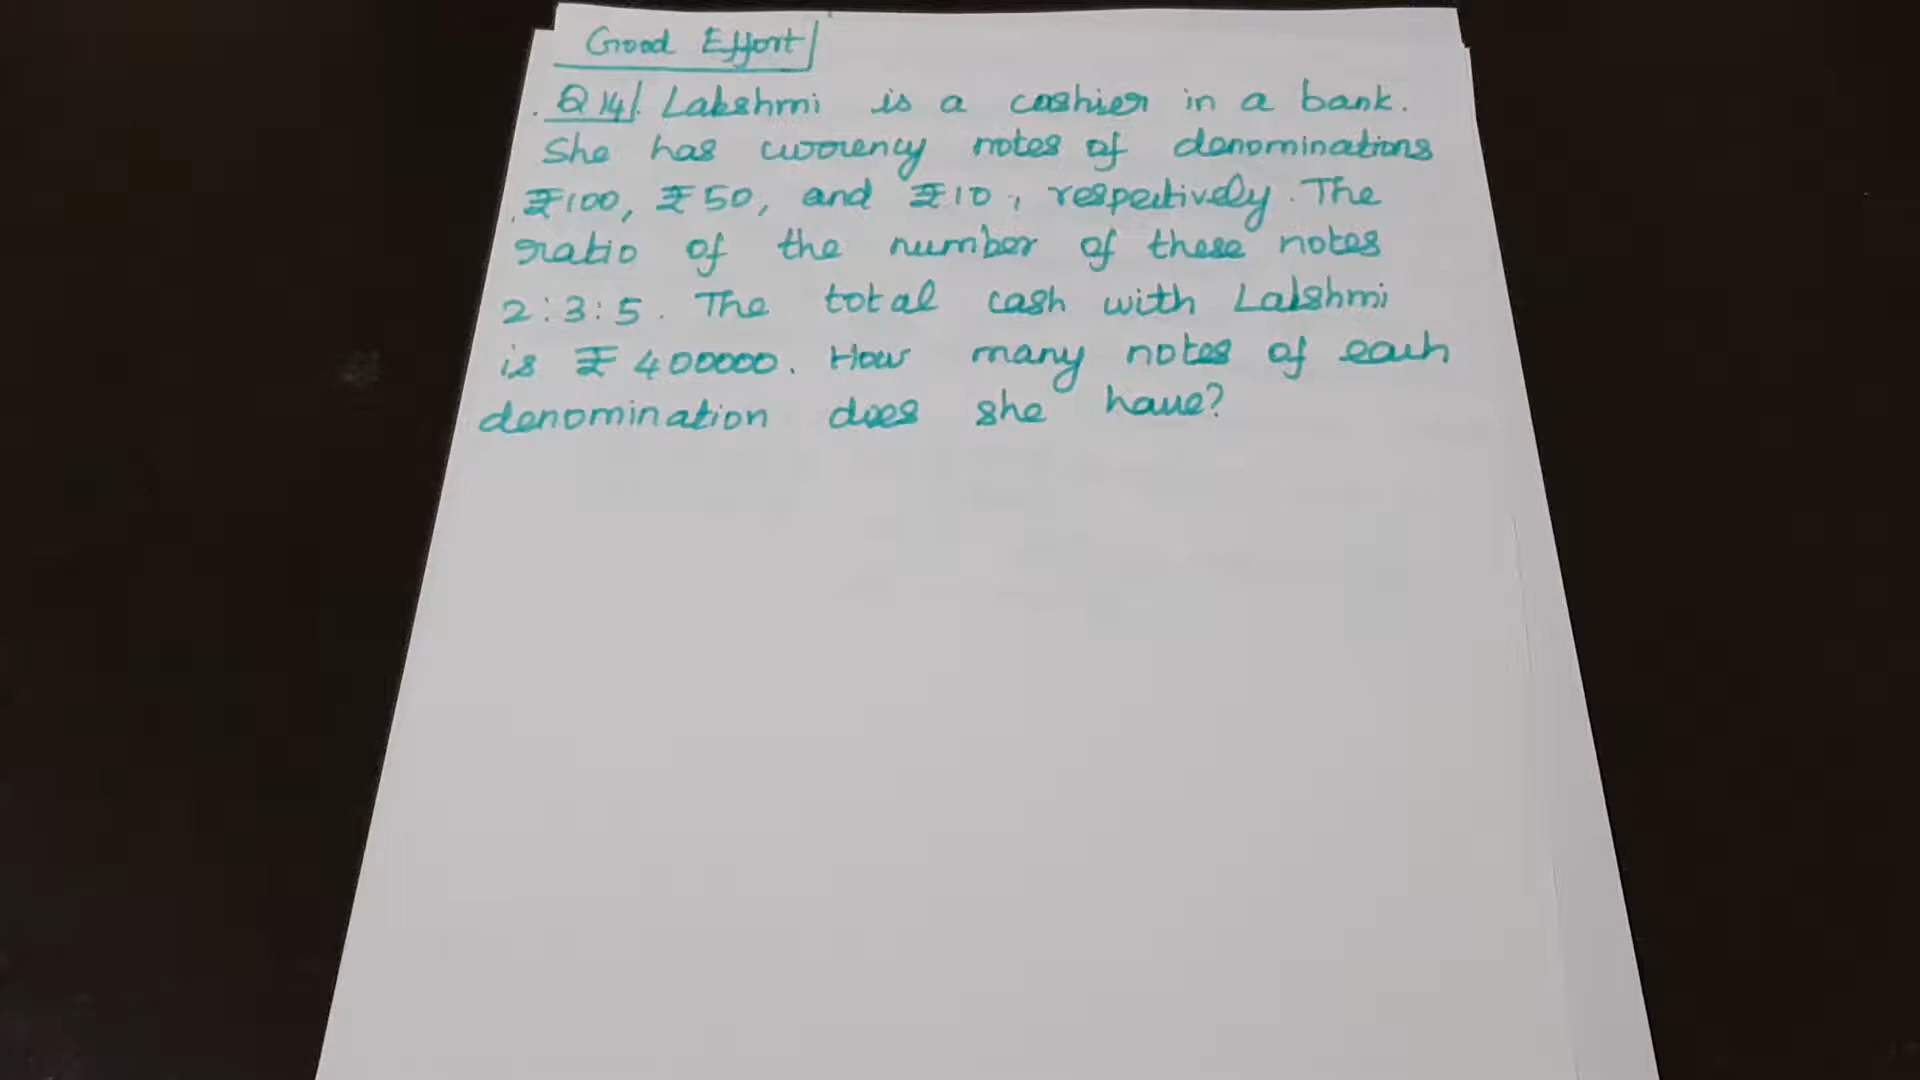 Good Effort
Q 14. Lakshmi is a cashier in a bank.
She has currency notes of denominations
₹100, ₹50, and ₹10, respectively. The
ratio of the number of these notes
2:3:5. The total cash with Lakshmi
is ₹ 400000. How many notes of each
denomination does she have?